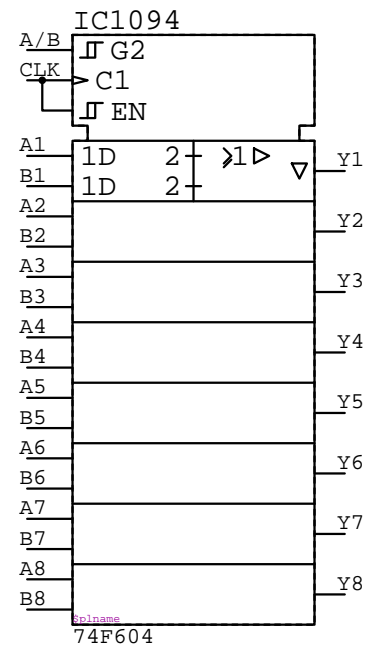 IC1094
A/B G2
CLK C1
EN
A1 1D 2 ≥1 Y1
B1 1D 2
A2 Y2
B2
A3 Y3
B3
A4 Y4
B4
A5 Y5
B5
A6 Y6
B6
A7 Y7
B7
A8 Y8
B8
$plname
74F604